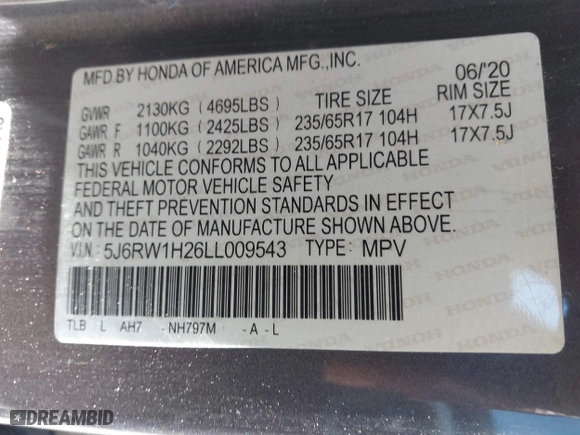 MFD.BY HONDA OF AMERICA MFG.,INC.
06/'20
GVWR 2130KG (4695LBS) TIRE SIZE RIM SIZE
GAWR F 1100KG (2425LBS) 235/65R17 104H 17X7.5J
GAWR R 1040KG (2292LBS) 235/65R17 104H 17X7.5J
THIS VEHICLE CONFORMS TO ALL APPLICABLE
FEDERAL MOTOR VEHICLE SAFETY
AND THEFT PREVENTION STANDARDS IN EFFECT
ON THE DATE OF MANUFACTURE SHOWN ABOVE.
V.I.N: 5J6RW1H26LL009543 TYPE: MPV
TLB L AH7 - NH797M - A - L
DREAMBID